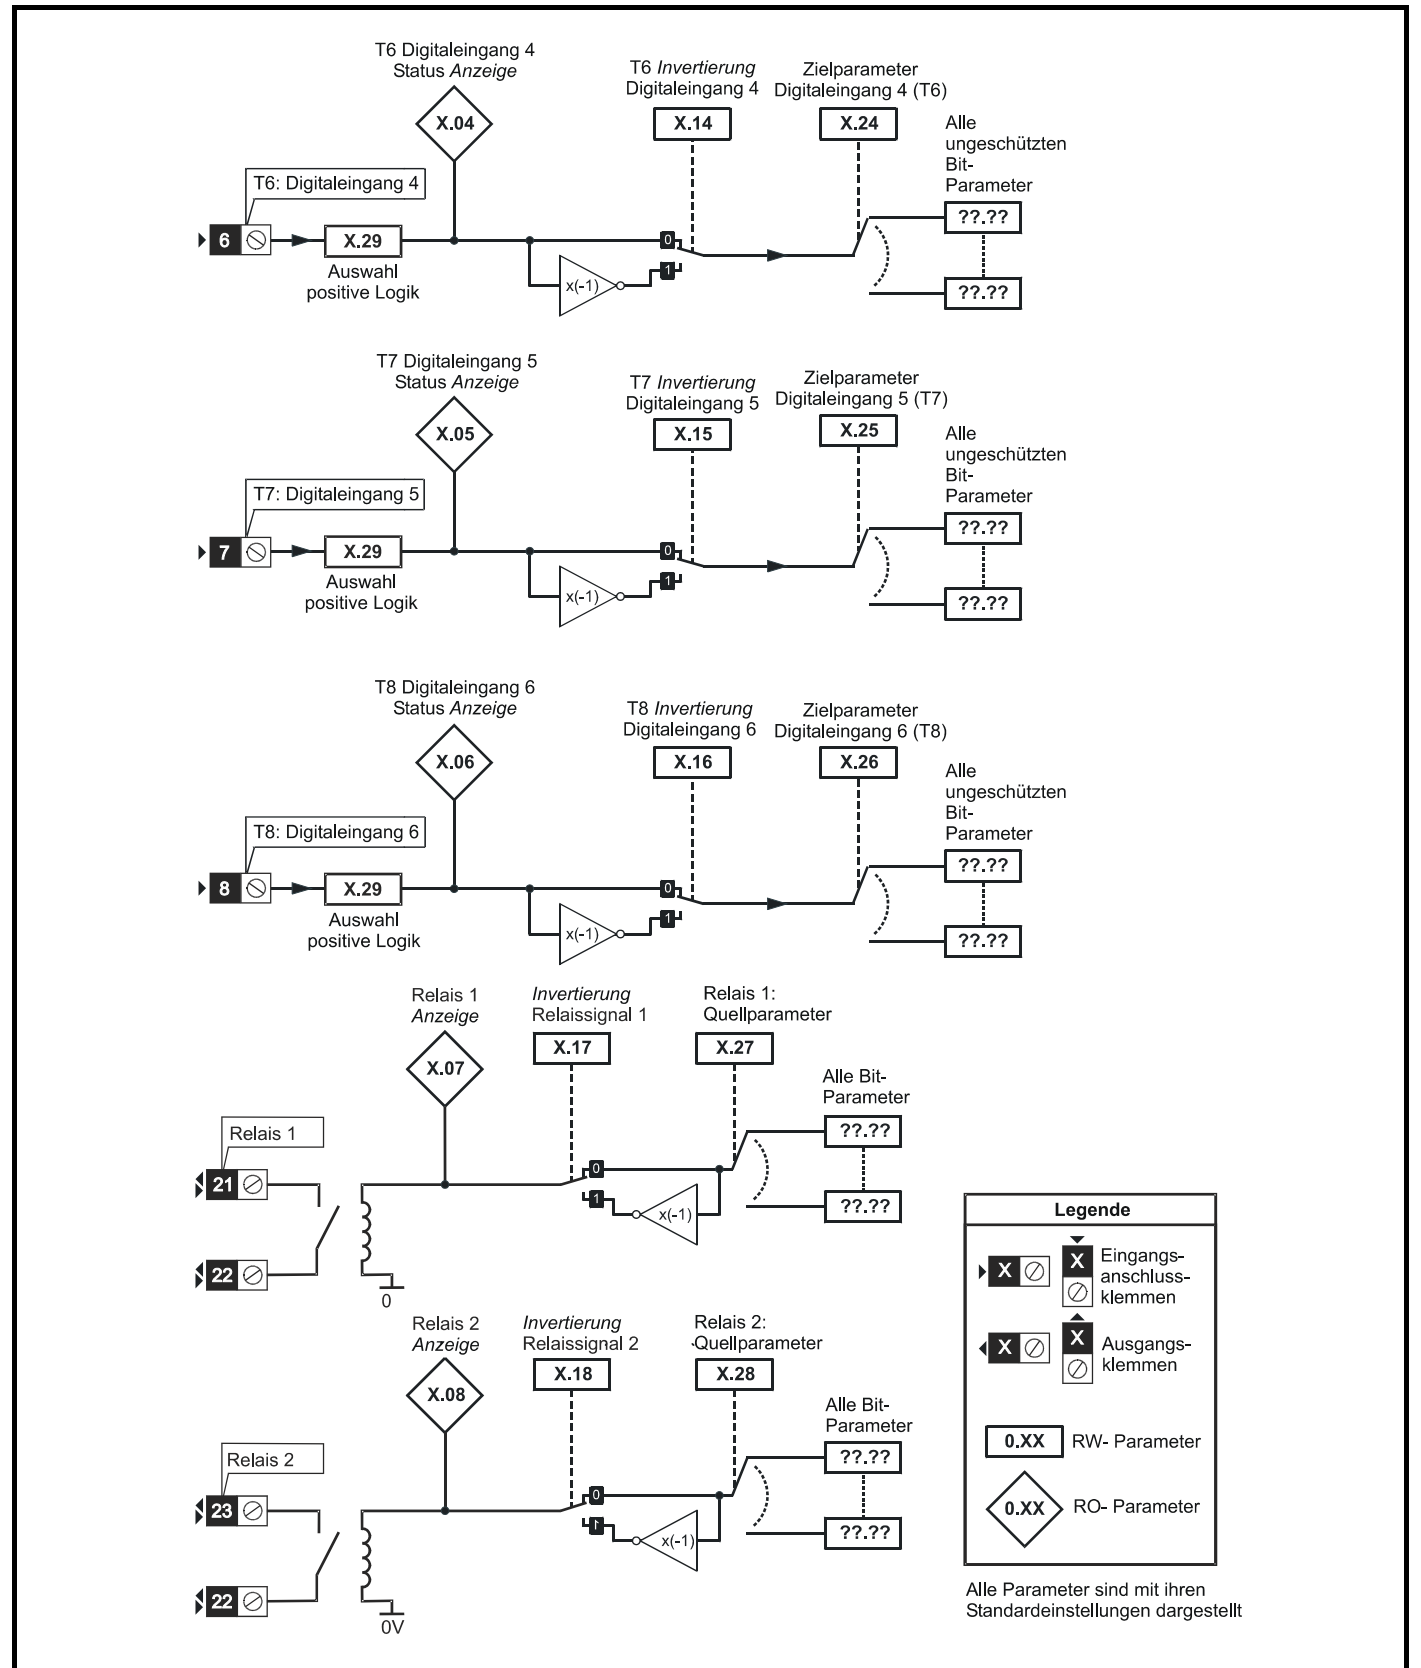 T6 Digitaleingang 4
Status Anzeige
X.04
T6 Invertierung
Digitaleingang 4
X.14
Zielparameter
Digitaleingang 4 (T6)
X.24
Alle
ungeschützten
Bit-
Parameter
??.??
??.??
T6: Digitaleingang 4
6
X.29
Auswahl
positive Logik
x(-1)
0
1
T7 Digitaleingang 5
Status Anzeige
X.05
T7 Invertierung
Digitaleingang 5
X.15
Zielparameter
Digitaleingang 5 (T7)
X.25
Alle
ungeschützten
Bit-
Parameter
??.??
??.??
T7: Digitaleingang 5
7
X.29
Auswahl
positive Logik
x(-1)
0
1
T8 Digitaleingang 6
Status Anzeige
X.06
T8 Invertierung
Digitaleingang 6
X.16
Zielparameter
Digitaleingang 6 (T8)
X.26
Alle
ungeschützten
Bit-
Parameter
??.??
??.??
T8: Digitaleingang 6
8
X.29
Auswahl
positive Logik
x(-1)
0
1
Relais 1
Anzeige
X.07
Invertierung
Relaissignal 1
X.17
Relais 1:
Quellparameter
X.27
Alle Bit-
Parameter
??.??
??.??
Relais 1
21
22
0
0
1
x(-1)
Relais 2
Anzeige
X.08
Invertierung
Relaissignal 2
X.18
Relais 2:
Quellparameter
X.28
Alle Bit-
Parameter
??.??
??.??
Relais 2
23
22
0V
0
1
x(-1)
Legende
X
X
Eingangs-
anschluss-
klemmen
X
X
Ausgangs-
klemmen
0.XX
RW- Parameter
0.XX
RO- Parameter
Alle Parameter sind mit ihren
Standardeinstellungen dargestellt